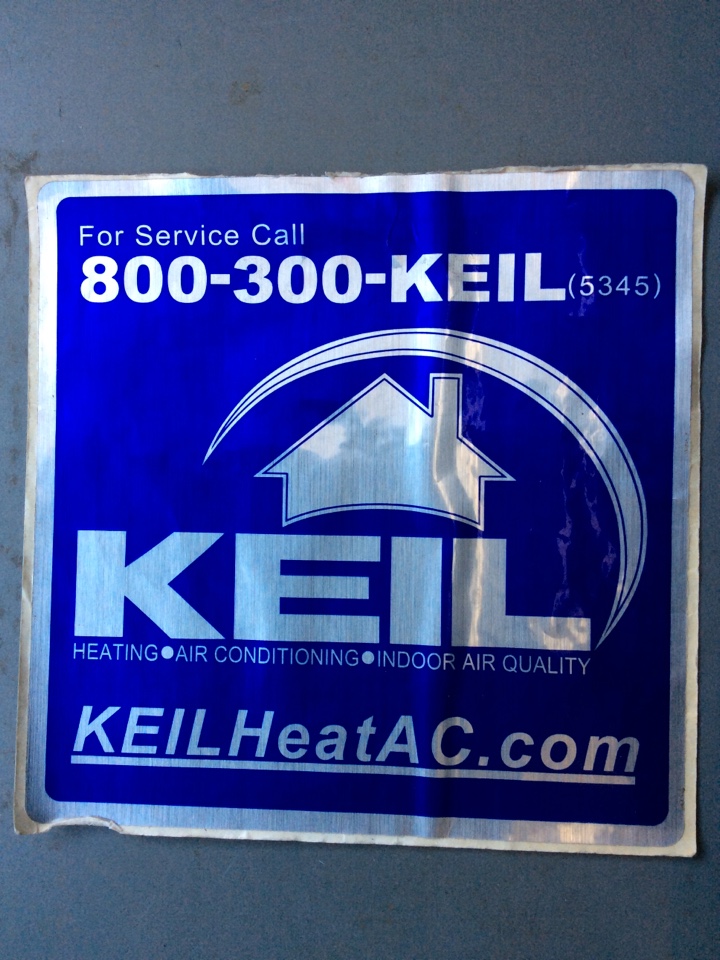 For Service Call
800-300-KEIL(5345)
KEIL
HEATING●AIR CONDITIONING●INDOOR AIR QUALITY
KEILHeatAC.com